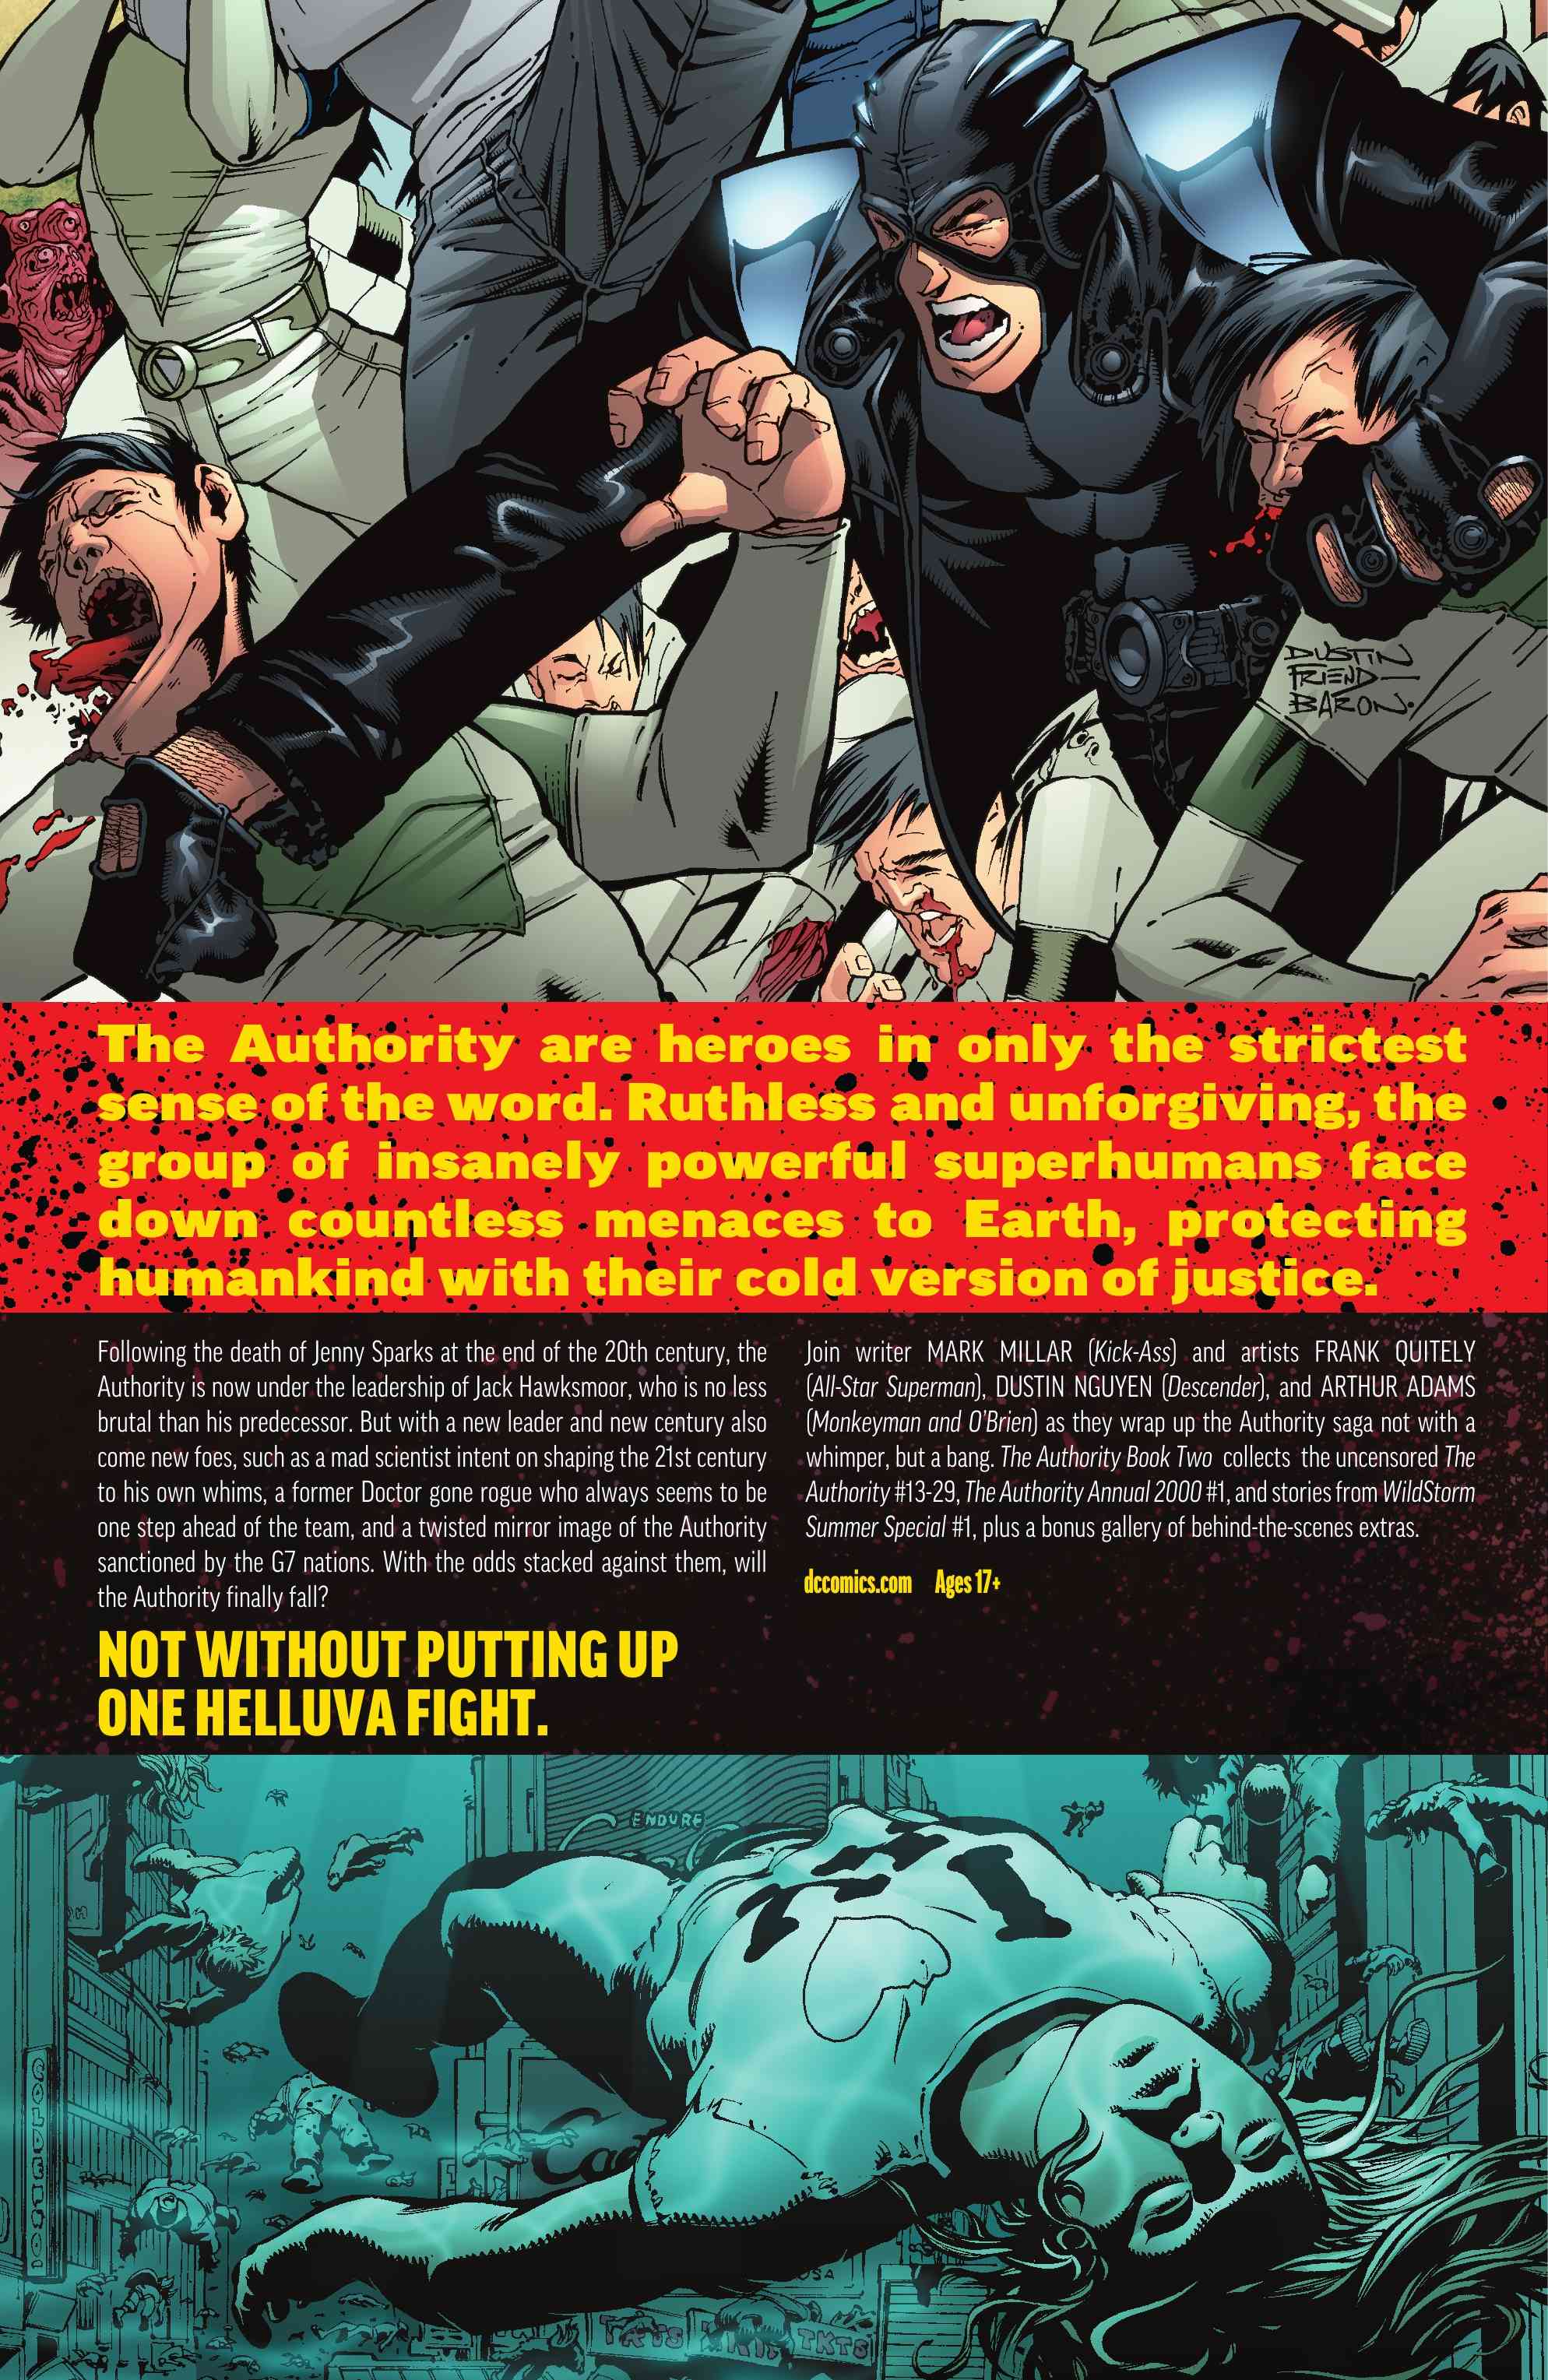 DUSTIN
FRIEND—
BARON.
The Authority are heroes in only the strictest
sense of the word. Ruthless and unforgiving, the
group of insanely powerful superhumans face
down countless menaces to Earth, protecting
humankind with their cold version of justice.
Following the death of Jenny Sparks at the end of the 20th century, the
Authority is now under the leadership of Jack Hawksmoor, who is no less
brutal than his predecessor. But with a new leader and new century also
come new foes, such as a mad scientist intent on shaping the 21st century
to his own whims, a former Doctor gone rogue who always seems to be
one step ahead of the team, and a twisted mirror image of the Authority
sanctioned by the G7 nations. With the odds stacked against them, will
the Authority finally fall?
NOT WITHOUT PUTTING UP
ONE HELLUVA FIGHT.
Join writer MARK MILLAR (Kick-Ass) and artists FRANK QUITELY
(All-Star Superman), DUSTIN NGUYEN (Descender), and ARTHUR ADAMS
(Monkeyman and O'Brien) as they wrap up the Authority saga not with a
whimper, but a bang. The Authority Book Two collects the uncensored The
Authority #13-29, The Authority Annual 2000 #1, and stories from WildStorm
Summer Special #1, plus a bonus gallery of behind-the-scenes extras.
dccomics.com Ages 17+
ENDURE
USA
TKTS
TKTS